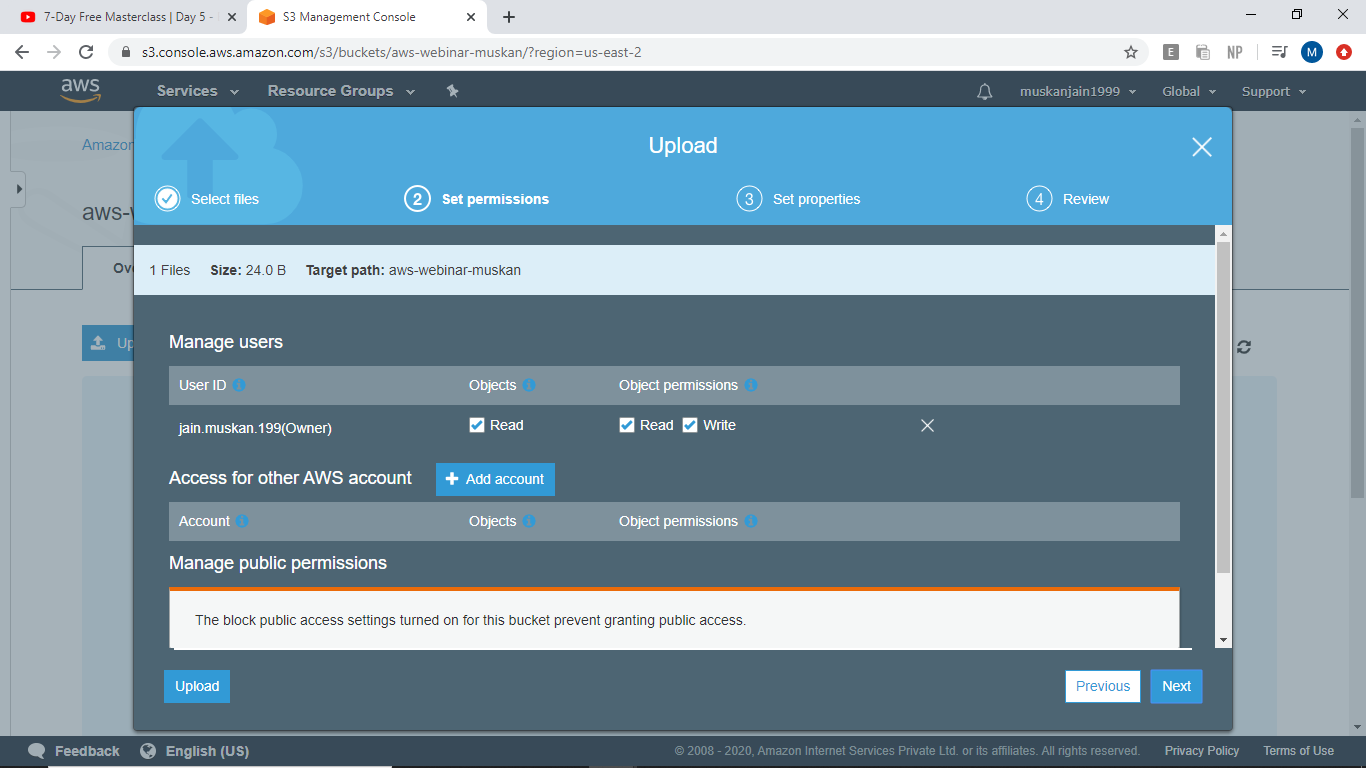 7-Day Free Masterclass | Day 5 -
S3 Management Console
s3.console.aws.amazon.com/s3/buckets/aws-webinar-muskan/?region=us-east-2
E
NP
M
aws
Services
Resource Groups
muskanjain1999
Global
Support
Amazon
Upload
Select files
2 Set permissions
3 Set properties
4 Review
aws-w
Ove
1 Files Size: 24.0 B Target path: aws-webinar-muskan
Up
Manage users
User ID Objects Object permissions
jain.muskan.199(Owner) Read Read Write
Access for other AWS account Add account
Account Objects Object permissions
Manage public permissions
The block public access settings turned on for this bucket prevent granting public access.
Upload Previous Next
Feedback English (US) © 2008 - 2020, Amazon Internet Services Private Ltd. or its affiliates. All rights reserved. Privacy Policy Terms of Use